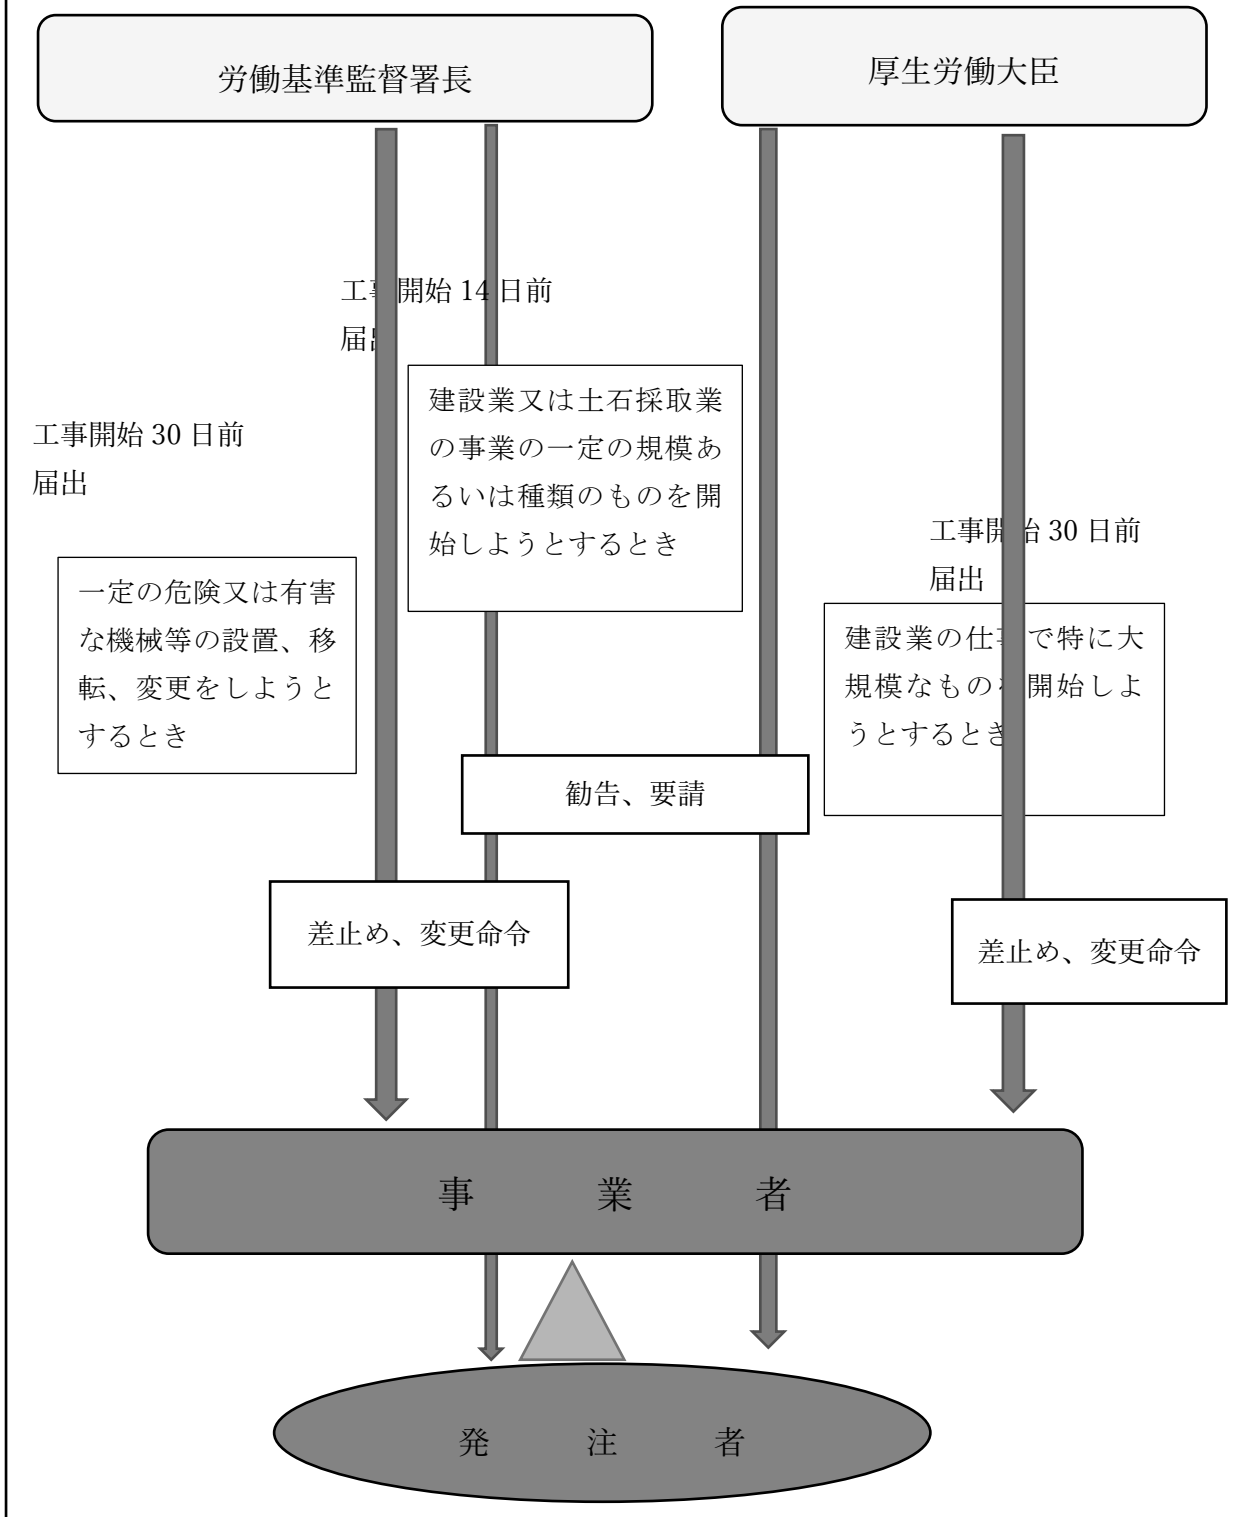 労働基準監督署長
厚生労働大臣
工事開始 14 日前
届出
建設業又は土石採取業
の事業の一定の規模あ
るいは種類のものを開
始しようとするとき
工事開始 30 日前
届出
一定の危険又は有害
な機械等の設置、移
転、変更をしようと
するとき
工事開始 30 日前
届出
建設業の仕事で特に大
規模なものを開始しよ
うとするとき
勧告、要請
差止め、変更命令
差止め、変更命令
事 業 者
発 注 者